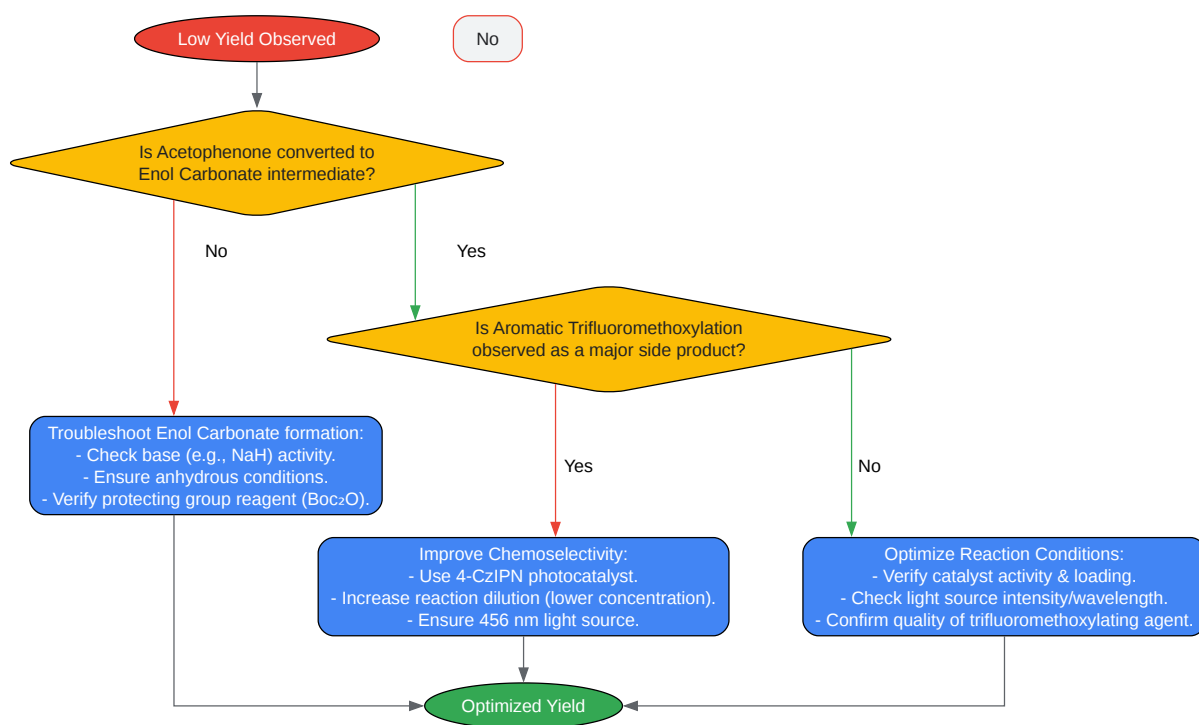 Low Yield Observed
No
Is Acetophenone converted to
Enol Carbonate intermediate?
No
Yes
Is Aromatic Trifluoromethoxylation
observed as a major side product?
Troubleshoot Enol Carbonate formation:
- Check base (e.g., NaH) activity.
- Ensure anhydrous conditions.
- Verify protecting group reagent (Boc₂O).
Yes
No
Improve Chemoselectivity:
- Use 4-CzIPN photocatalyst.
- Increase reaction dilution (lower concentration).
- Ensure 456 nm light source.
Optimize Reaction Conditions:
- Verify catalyst activity & loading.
- Check light source intensity/wavelength.
- Confirm quality of trifluoromethoxylating agent.
Optimized Yield